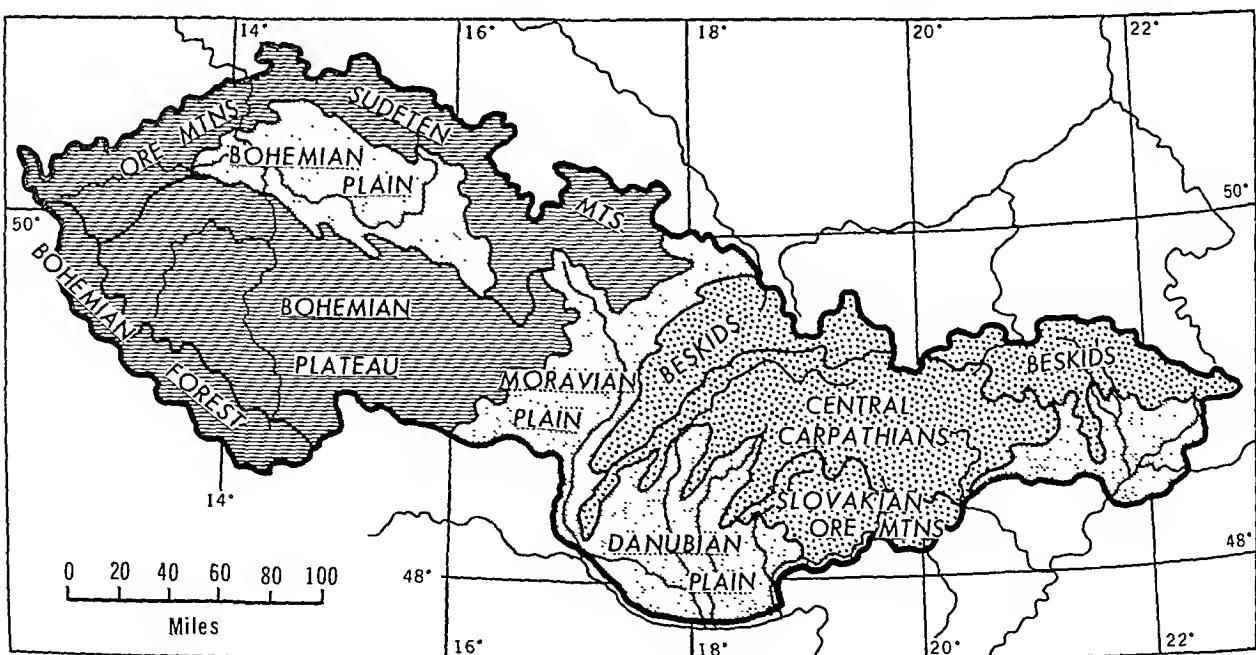 14°
16°
18°
20°
22°
ORE MTNS
SUDETEN
MTS.
BOHEMIAN
PLAIN
50°
50°
BOHEMIAN
FOREST
BOHEMIAN
PLATEAU
MORAVIAN
PLAIN
BESKIDS
BESKIDS
CENTRAL
CARPATHIANS
SLOVAKIAN
ORE MTNS
DANUBIAN
PLAIN
14°
48°
48°
0 20 40 60 80 100
Miles
16°
18°
20°
22°